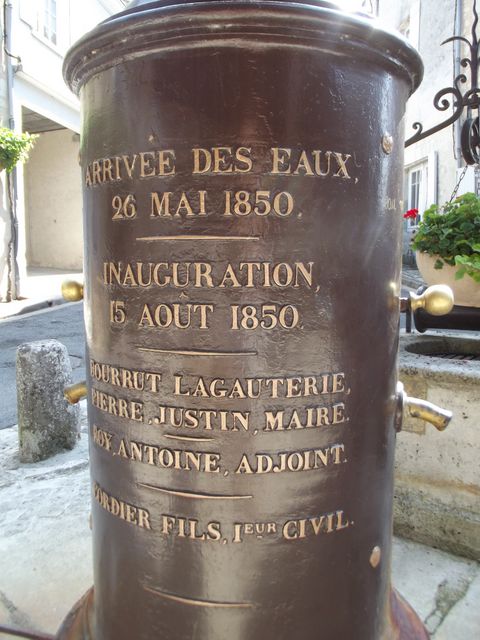 ARRIVÉE DES EAUX,
26 MAI 1850.
INAUGURATION,
15 AOÛT 1850.
BOURRUT LAGAUTERIE,
PIERRE, JUSTIN, MAIRE.
ROY, ANTOINE, ADJOINT.
CORDIER FILS, IEUR CIVIL.